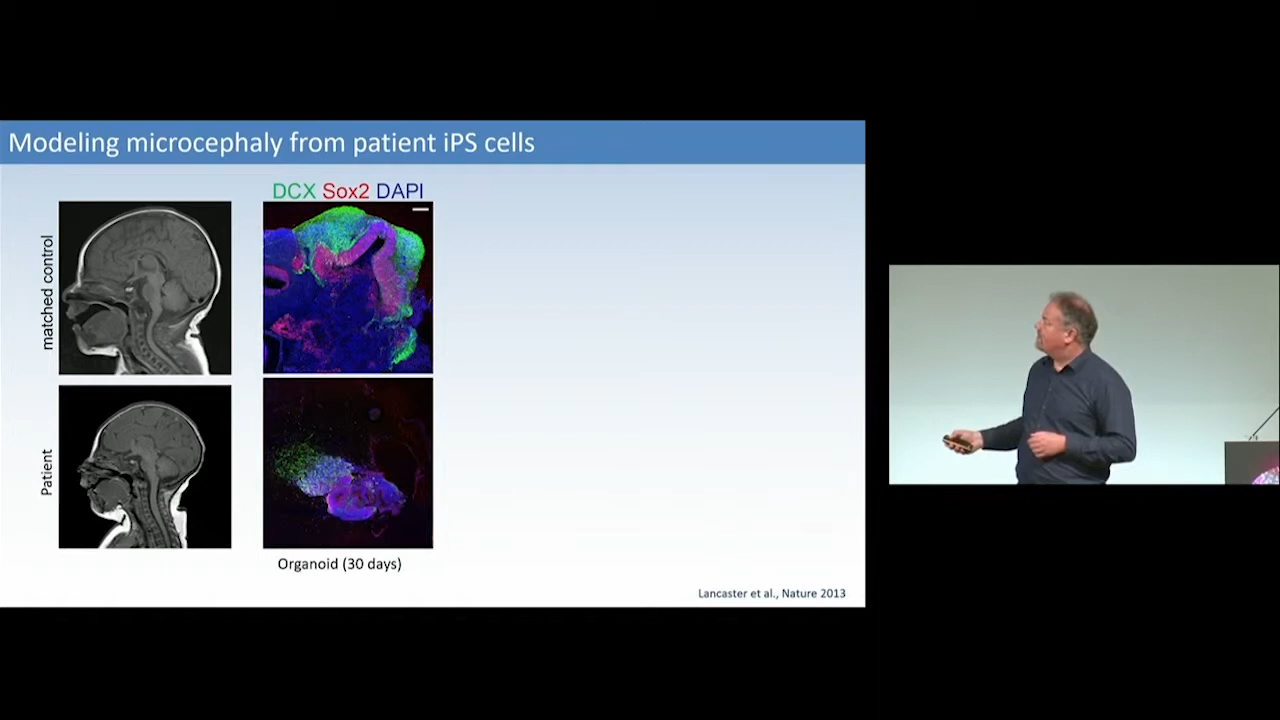 Modeling microcephaly from patient iPS cells
DCX Sox2 DAPI
matched control
Patient
Organoid (30 days)
Lancaster et al., Nature 2013